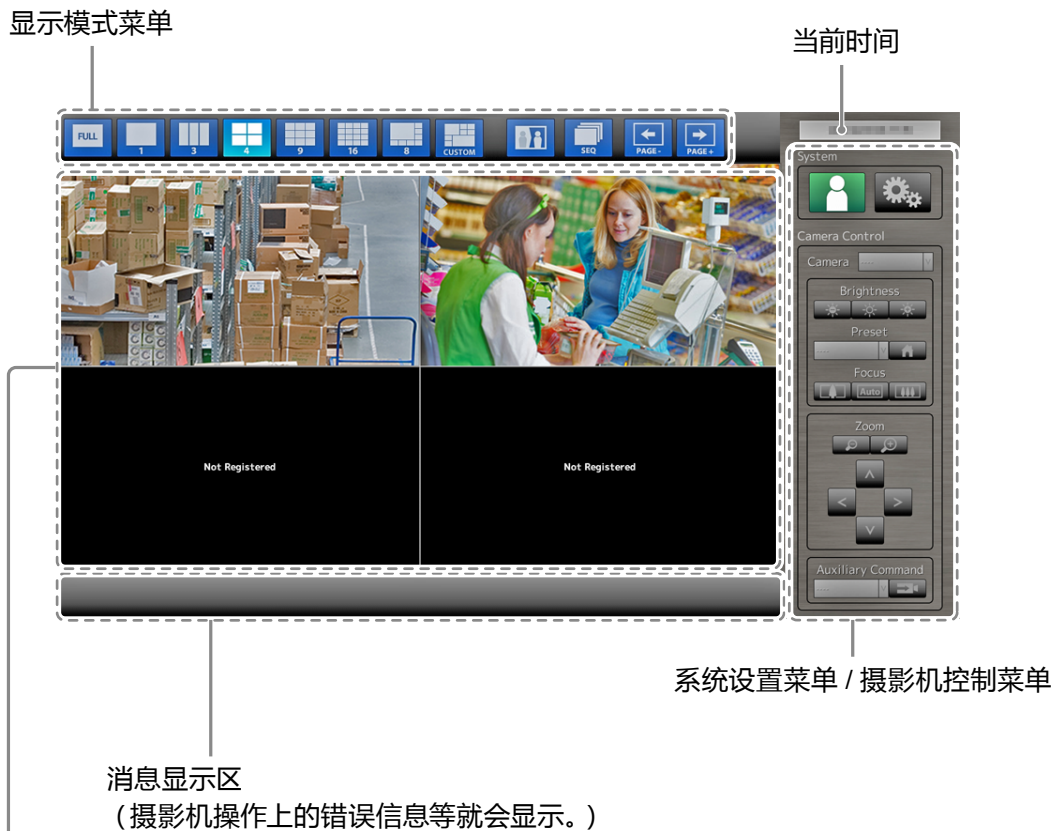 显示模式菜单
当前时间
FULL
1
3
4
9
16
8
CUSTOM
SEQ
PAGE -
PAGE +
System
Camera Control
Camera
Brightness
Preset
Focus
Auto
Zoom
Not Registered
Not Registered
Auxiliary Command
系统设置菜单 / 摄影机控制菜单
消息显示区
（摄影机操作上的错误信息等就会显示。）